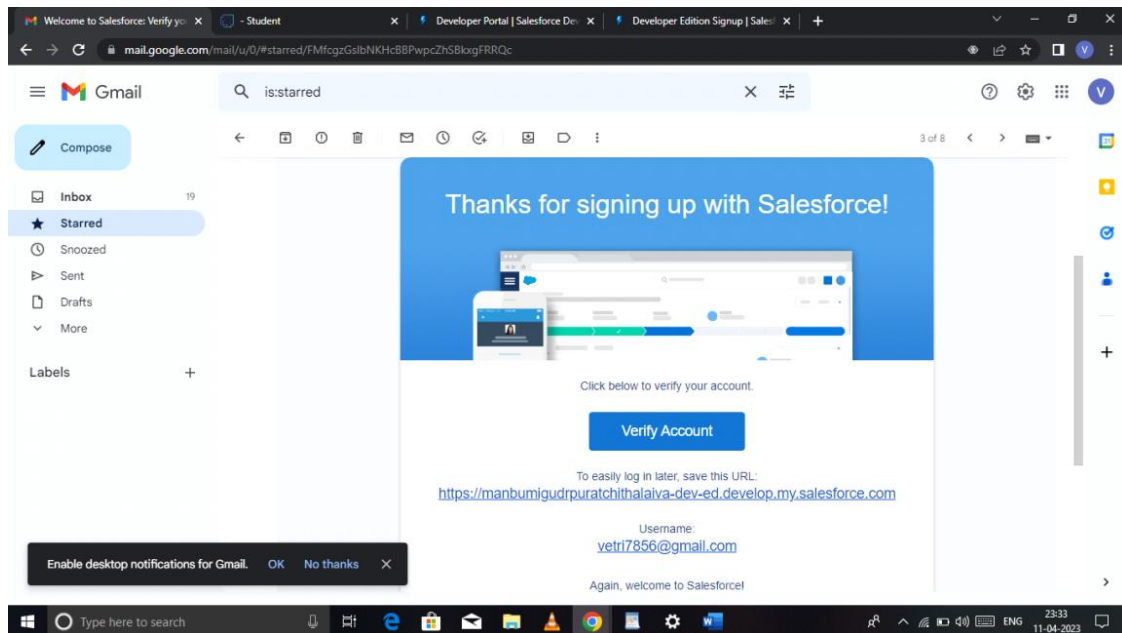 Welcome to Salesforce: Verify yo
- Student
Developer Portal | Salesforce Dev
Developer Edition Signup | Sales
mail.google.com/mail/u/0/#starred/FMfcgzGslbNKHcBBPwpcZhSBkxgFRRQc
V
Gmail
is:starred
V
Compose
3 of 8
Inbox 19
Starred
Snoozed
Sent
Drafts
More
Labels
Thanks for signing up with Salesforce!
Click below to verify your account.
Verify Account
To easily log in later, save this URL:
https://manbumigudrpuratchithalaiva-dev-ed.develop.my.salesforce.com
Username:
vetri7856@gmail.com
Again, welcome to Salesforce!
Enable desktop notifications for Gmail. OK No thanks
Type here to search
ENG
23:33
11-04-2023